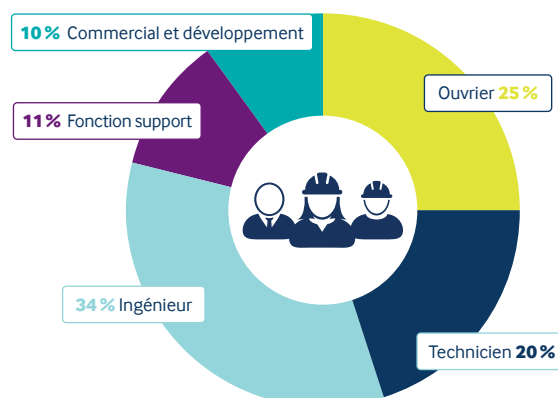 10 % Commercial et développement
Ouvrier 25 %
11 % Fonction support
34 % Ingénieur
Technicien 20 %